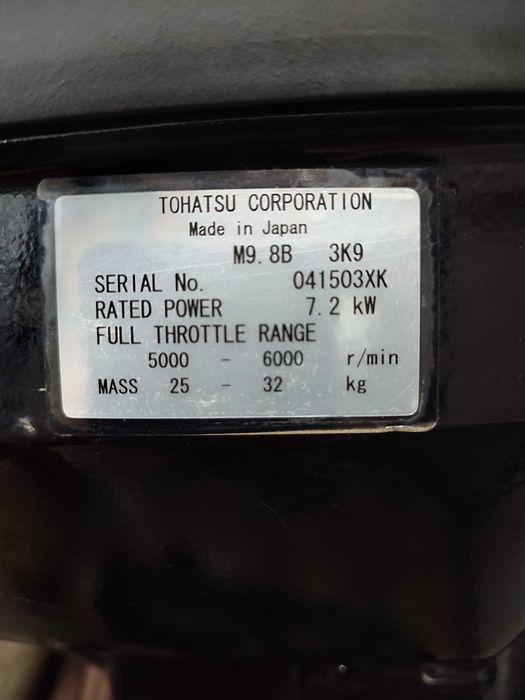 TOHATSU CORPORATION
Made in Japan
M9.8B 3K9
SERIAL No. 041503XK
RATED POWER 7.2 kW
FULL THROTTLE RANGE
5000 - 6000 r/min
MASS 25 - 32 kg